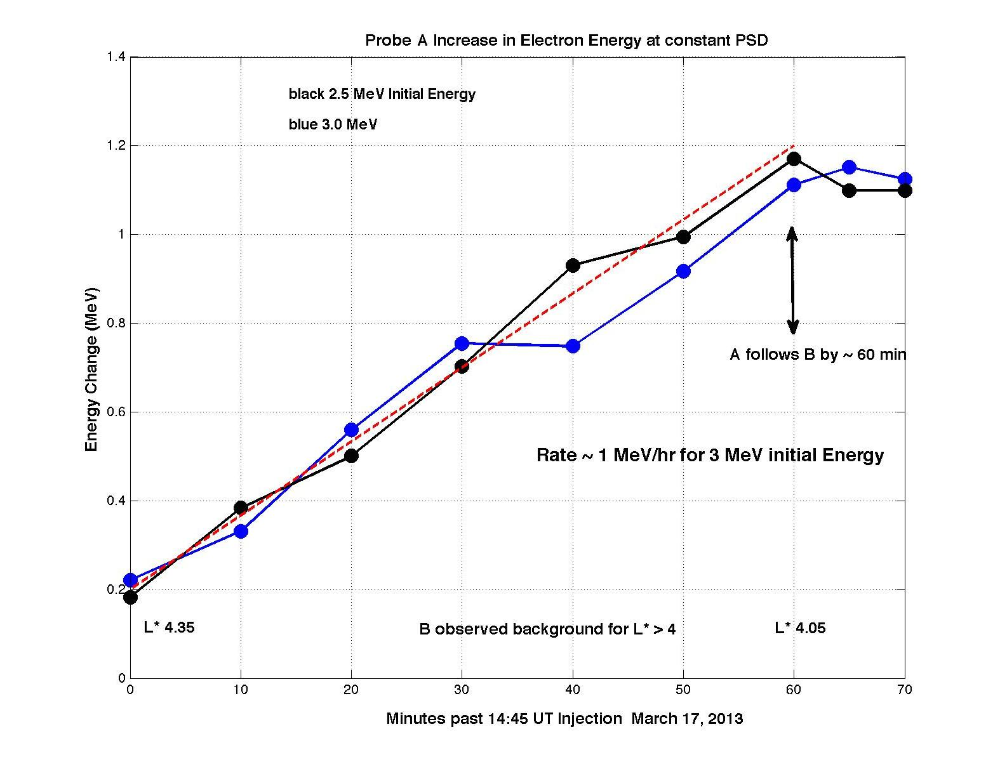 Probe A Increase in Electron Energy at constant PSD
1.4
black 2.5 MeV Initial Energy
blue 3.0 MeV
1.2
1
0.8
A follows B by ~ 60 min
Energy Change (MeV)
0.6
Rate ~ 1 MeV/hr for 3 MeV initial Energy
0.4
0.2
L* 4.35
B observed background for L* > 4
L* 4.05
0
0 10 20 30 40 50 60 70
Minutes past 14:45 UT Injection  March 17, 2013